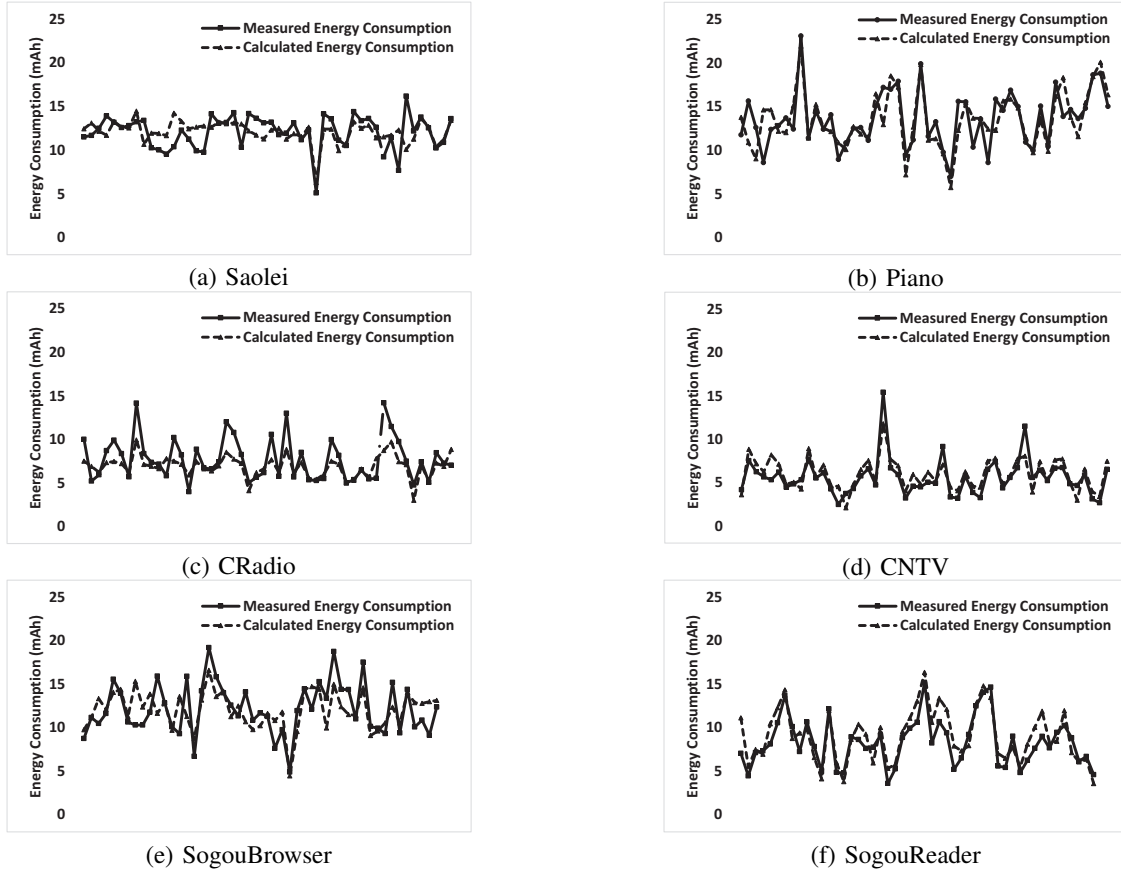 25
20
15
10
5
0
Energy Consumption (mAh)
Measured Energy Consumption
Calculated Energy Consumption
(a) Saolei
25
20
15
10
5
0
Energy Consumption (mAh)
Measured Energy Consumption
Calculated Energy Consumption
(b) Piano
25
20
15
10
5
0
Energy Consumption (mAh)
Measured Energy Consumption
Calculated Energy Consumption
(c) CRadio
25
20
15
10
5
0
Energy Consumption (mAh)
Measured Energy Consumption
Calculated Energy Consumption
(d) CNTV
25
20
15
10
5
0
Energy Consumption (mAh)
Measured Energy Consumption
Calculated Energy Consumption
(e) SogouBrowser
25
20
15
10
5
0
Energy Consumption (mAh)
Measured Energy Consumption
Calculated Energy Consumption
(f) SogouReader